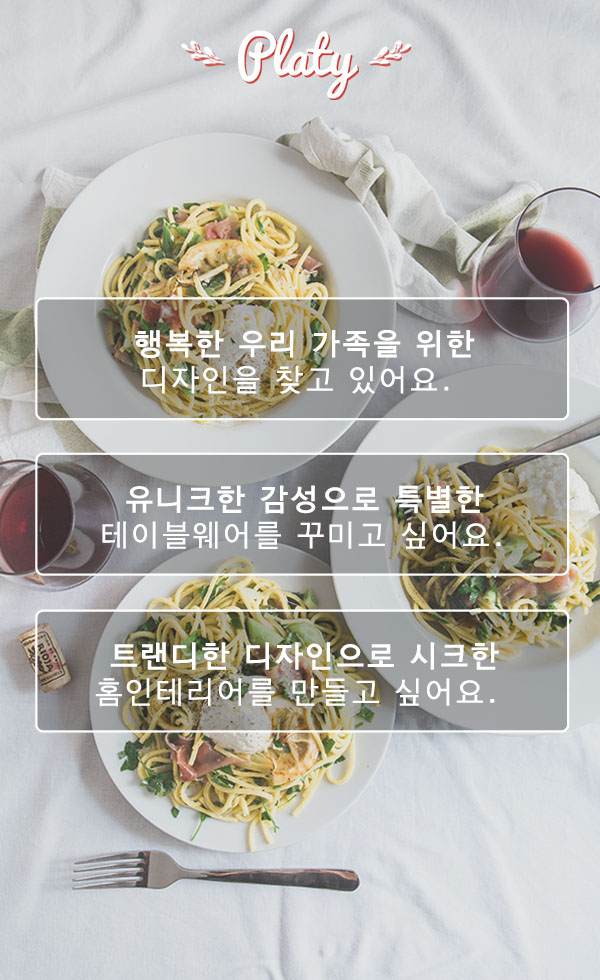 Platy
행복한 우리 가족을 위한
디자인을 찾고 있어요.
유니크한 감성으로 특별한
테이블웨어를 꾸미고 싶어요.
트랜디한 디자인으로 시크한
홈인테리어를 만들고 싶어요.